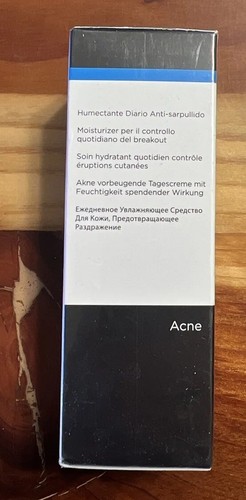 Humectante Diario Anti-sarpullido
Moisturizer per il controllo
quotidiano del breakout
Soin hydratant quotidien contrôle
éruptions cutanées
Akne vorbeugende Tagescreme mit
Feuchtigkeit spendender Wirkung
Ежедневное Увлажняющее Средство
Для Кожи, Предотвращающее
Раздражение
Acne